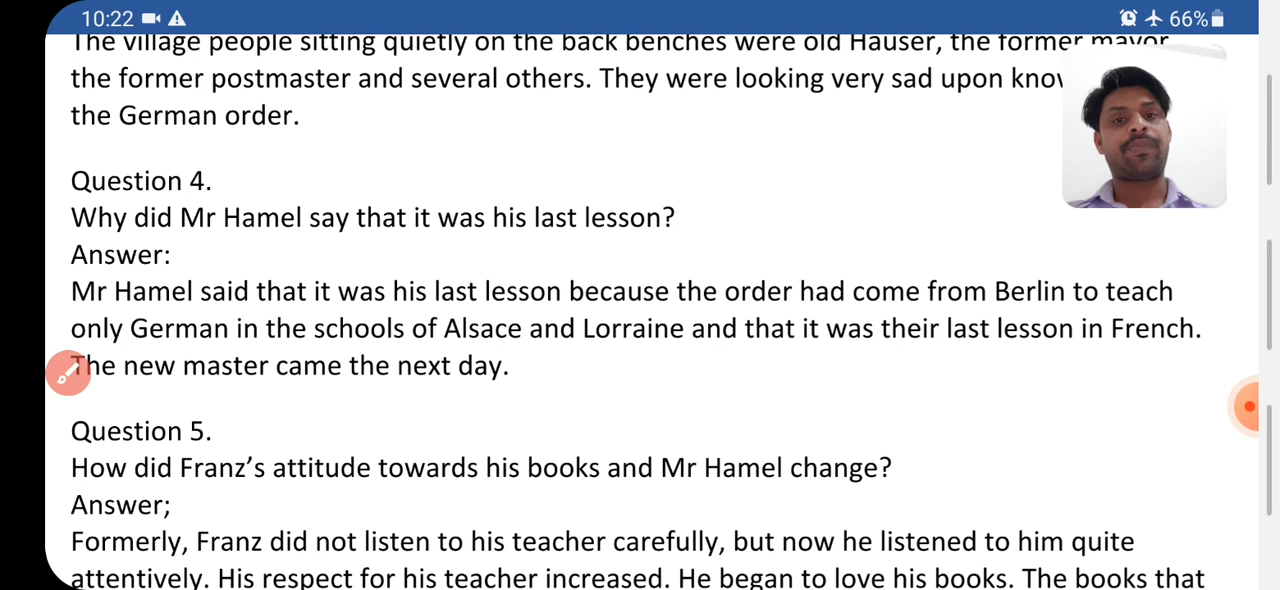 10:22 66%
The village people sitting quietly on the back benches were old Hauser, the former mayor
the former postmaster and several others. They were looking very sad upon
the German order.
Question 4.
Why did Mr Hamel say that it was his last lesson?
Answer:
Mr Hamel said that it was his last lesson because the order had come from Berlin to teach
only German in the schools of Alsace and Lorraine and that it was their last lesson in French.
The new master came the next day.
Question 5.
How did Franz’s attitude towards his books and Mr Hamel change?
Answer;
Formerly, Franz did not listen to his teacher carefully, but now he listened to him quite
attentively. His respect for his teacher increased. He began to love his books. The books that